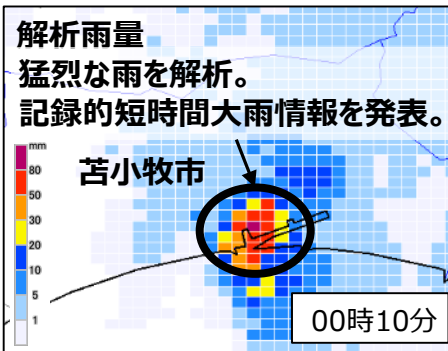 解析雨量
猛烈な雨を解析。
記録的短時間大雨情報を発表。
苫小牧市
mm
80
50
30
20
10
5
1
00時10分